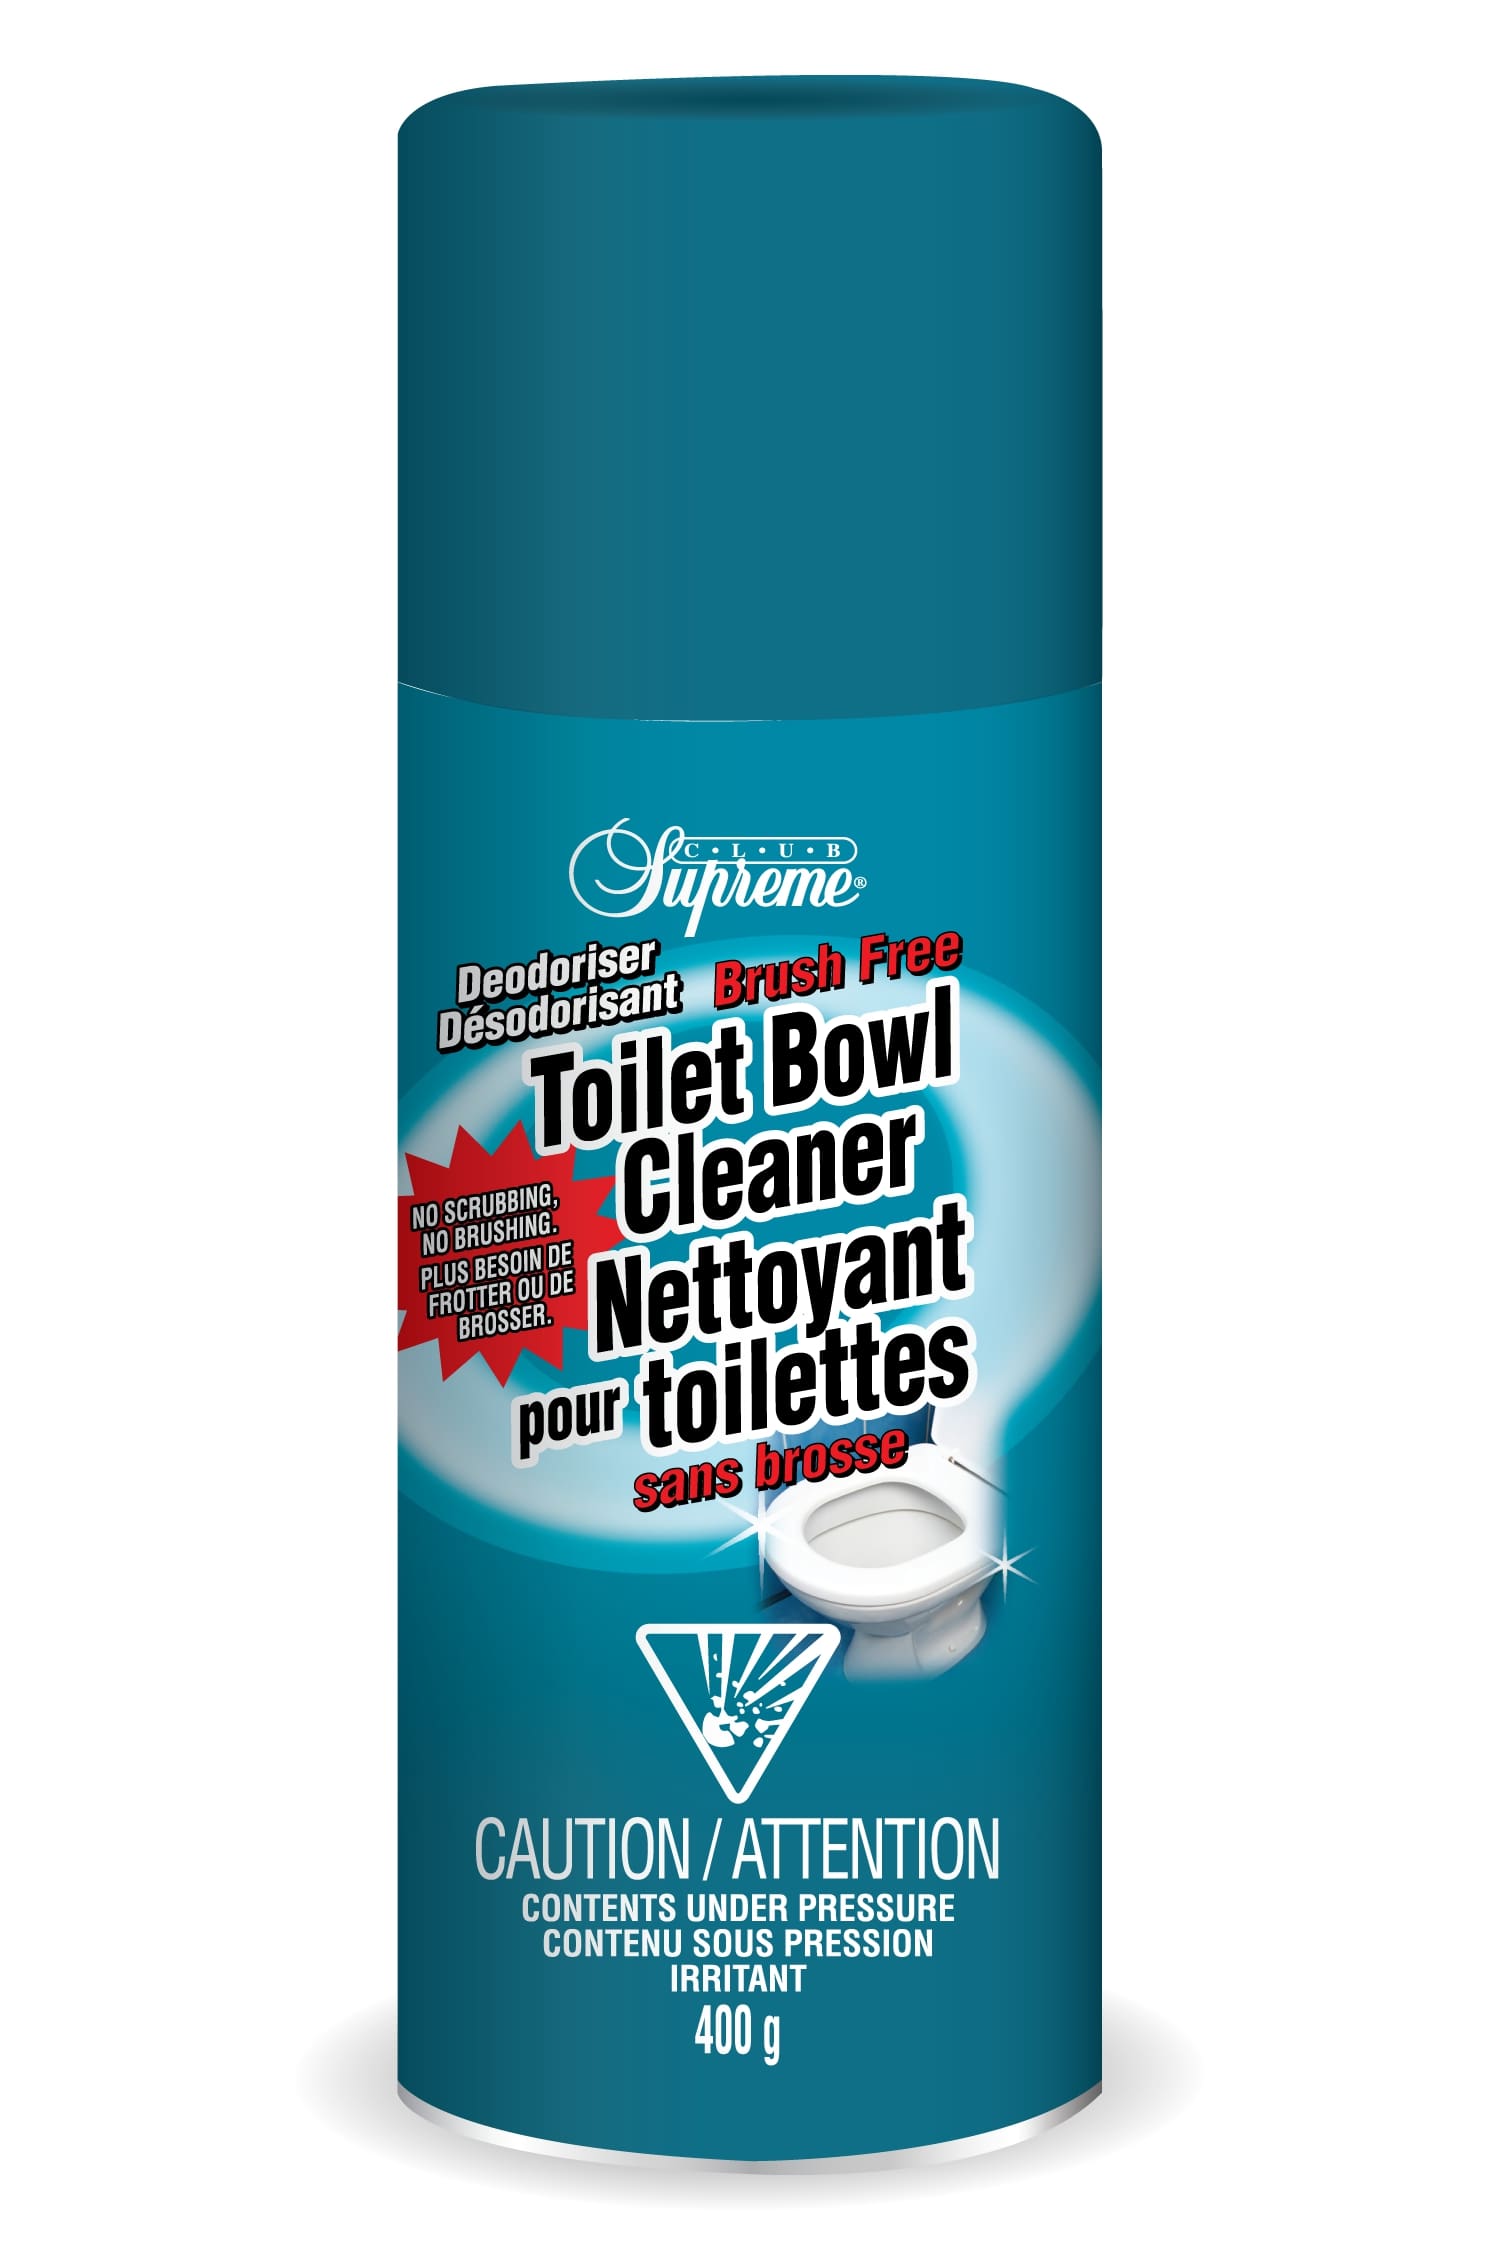 C·L·U·B
Supreme®
Deodoriser
Désodorisant
Brush Free
Toilet Bowl
Cleaner
Nettoyant
pour toilettes
sans brosse
NO SCRUBBING,
NO BRUSHING.
PLUS BESOIN DE
FROTTER OU DE
BROSSER.
CAUTION / ATTENTION
CONTENTS UNDER PRESSURE
CONTENU SOUS PRESSION
IRRITANT
400 g